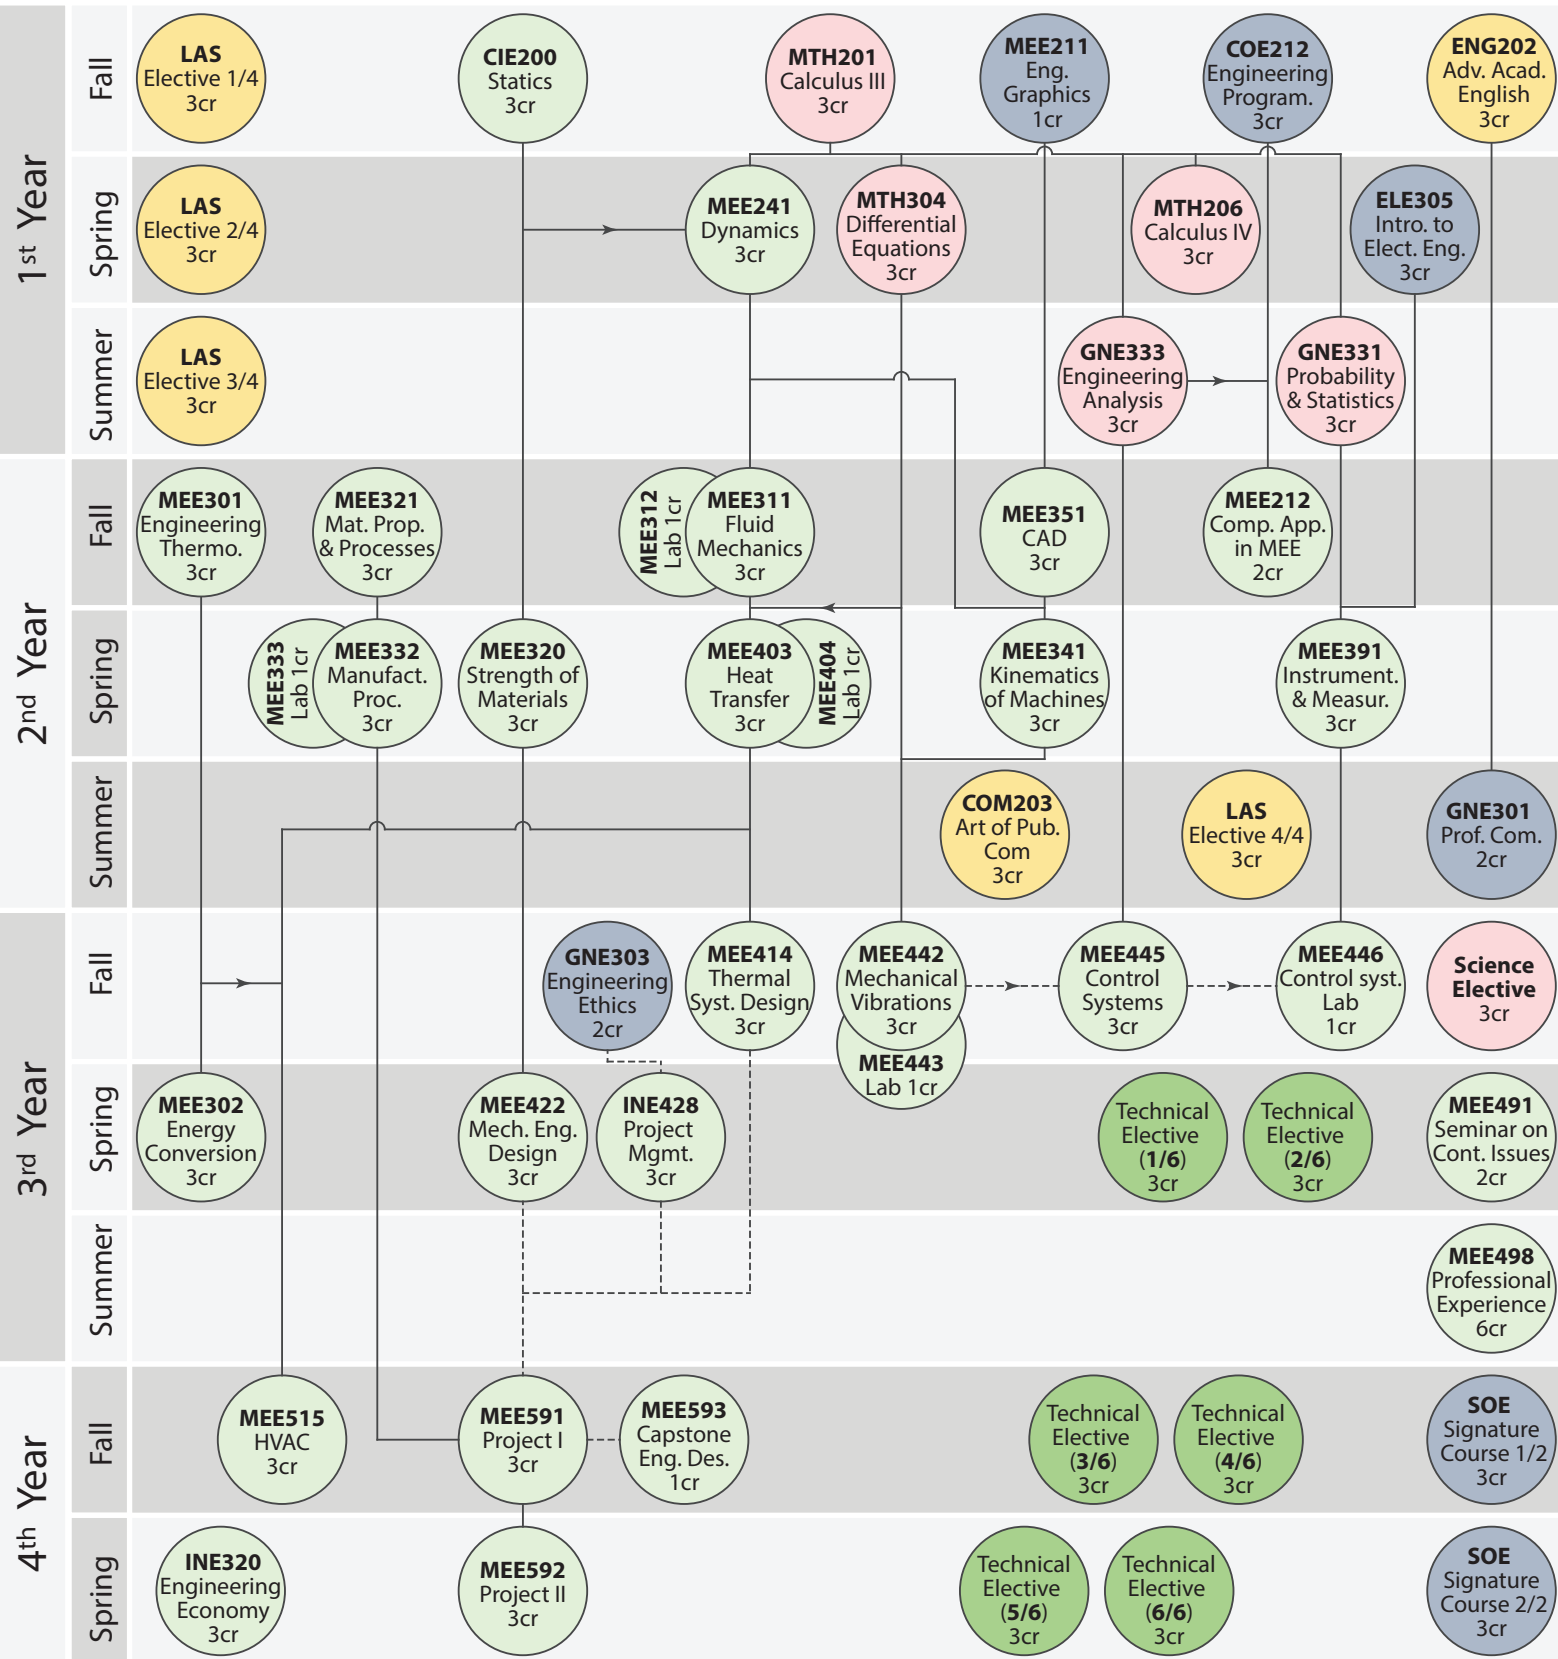 1st Year
Fall
LAS
Elective 1/4
3cr
CIE200
Statics
3cr
MTH201
Calculus III
3cr
MEE211
Eng.
Graphics
1cr
COE212
Engineering
Program.
3cr
ENG202
Adv. Acad.
English
3cr
Spring
LAS
Elective 2/4
3cr
MEE241
Dynamics
3cr
MTH304
Differential
Equations
3cr
MTH206
Calculus IV
3cr
ELE305
Intro. to
Elect. Eng.
3cr
Summer
LAS
Elective 3/4
3cr
GNE333
Engineering
Analysis
3cr
GNE331
Probability
& Statistics
3cr
2nd Year
Fall
MEE301
Engineering
Thermo.
3cr
MEE321
Mat. Prop.
& Processes
3cr
MEE312
Lab 1cr
MEE311
Fluid
Mechanics
3cr
MEE351
CAD
3cr
MEE212
Comp. App.
in MEE
2cr
Spring
MEE333
Lab 1cr
MEE332
Manufact.
Proc.
3cr
MEE320
Strength of
Materials
3cr
MEE403
Heat
Transfer
3cr
MEE404
Lab 1cr
MEE341
Kinematics
of Machines
3cr
MEE391
Instrument.
& Measur.
3cr
Summer
COM203
Art of Pub.
Com
3cr
LAS
Elective 4/4
3cr
GNE301
Prof. Com.
2cr
3rd Year
Fall
GNE303
Engineering
Ethics
2cr
MEE414
Thermal
Syst. Design
3cr
MEE442
Mechanical
Vibrations
3cr
MEE443
Lab 1cr
MEE445
Control
Systems
3cr
MEE446
Control syst.
Lab
1cr
Science
Elective
3cr
Spring
MEE302
Energy
Conversion
3cr
MEE422
Mech. Eng.
Design
3cr
INE428
Project
Mgmt.
3cr
Technical
Elective
(1/6)
3cr
Technical
Elective
(2/6)
3cr
MEE491
Seminar on
Cont. Issues
2cr
Summer
MEE498
Professional
Experience
6cr
4th Year
Fall
MEE515
HVAC
3cr
MEE591
Project I
3cr
MEE593
Capstone
Eng. Des.
1cr
Technical
Elective
(3/6)
3cr
Technical
Elective
(4/6)
3cr
SOE
Signature
Course 1/2
3cr
Spring
INE320
Engineering
Economy
3cr
MEE592
Project II
3cr
Technical
Elective
(5/6)
3cr
Technical
Elective
(6/6)
3cr
SOE
Signature
Course 2/2
3cr